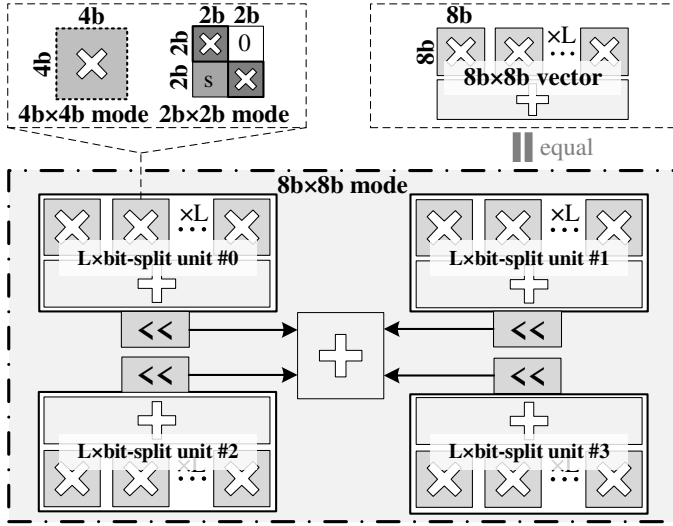 4b
4b
4b×4b mode
2b 2b
2b
2b
0
s
2b×2b mode
8b
8b
×L
...
8b×8b vector
equal
8b×8b mode
×L
...
L×bit-split unit #0
<<
×L
...
L×bit-split unit #1
<<
<<
L×bit-split unit #2
×L
...
<<
L×bit-split unit #3
×L
...